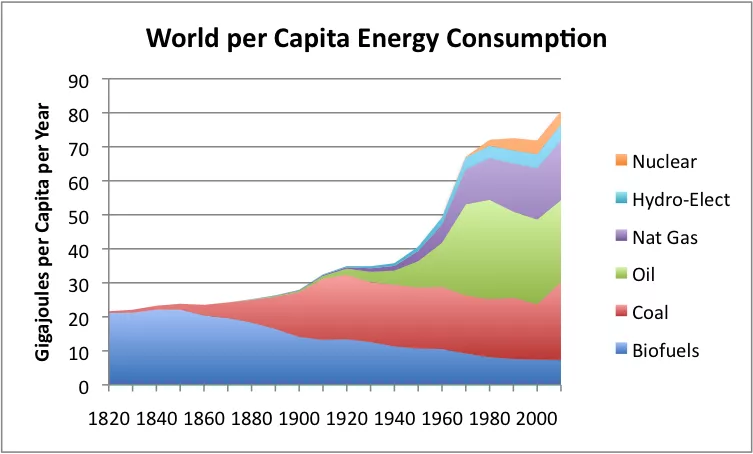 World per Capita Energy Consumption
Gigajoules per Capita per Year
90
80
70
60
50
40
30
20
10
0
1820 1840 1860 1880 1900 1920 1940 1960 1980 2000
Nuclear
Hydro-Elect
Nat Gas
Oil
Coal
Biofuels